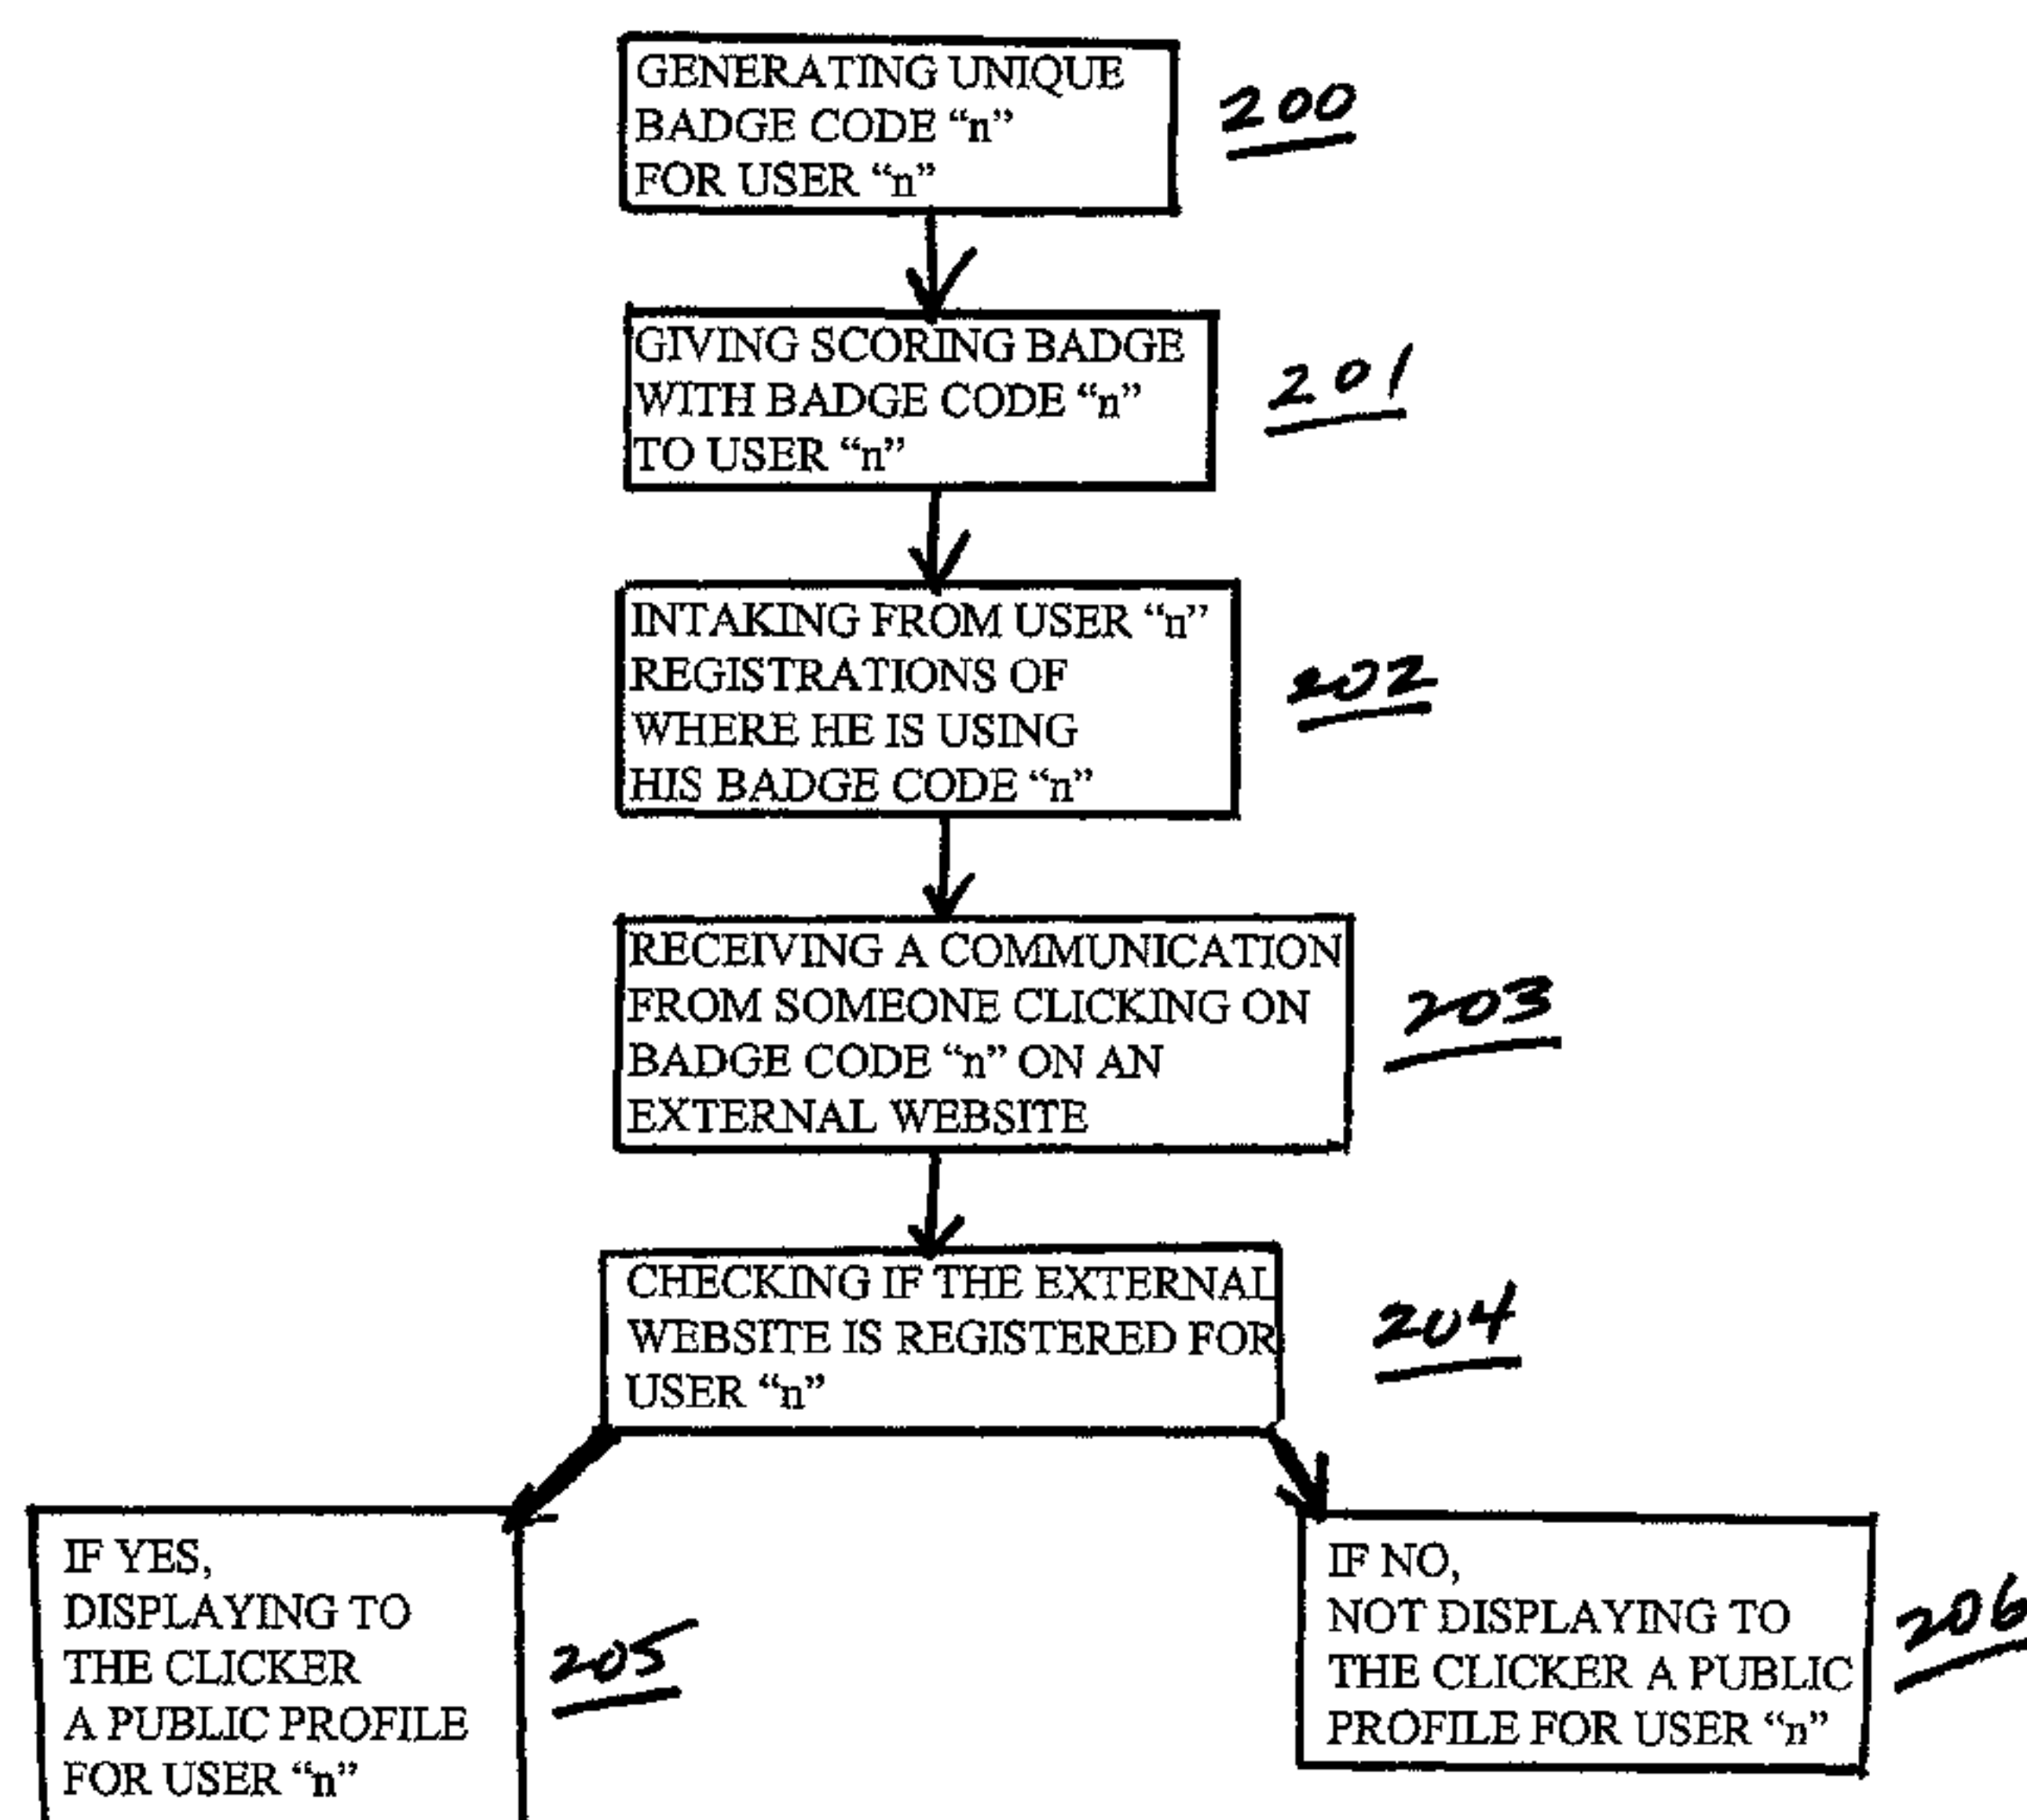 GENERATING UNIQUE
BADGE CODE “n”
FOR USER “n”
200
GIVING SCORING BADGE
WITH BADGE CODE “n”
TO USER “n”
201
INTAKING FROM USER “n”
REGISTRATIONS OF
WHERE HE IS USING
HIS BADGE CODE “n”
202
RECEIVING A COMMUNICATION
FROM SOMEONE CLICKING ON
BADGE CODE “n” ON AN
EXTERNAL WEBSITE
203
CHECKING IF THE EXTERNAL
WEBSITE IS REGISTERED FOR
USER “n”
204
IF YES,
DISPLAYING TO
THE CLICKER
A PUBLIC PROFILE
FOR USER “n”
205
IF NO,
NOT DISPLAYING TO
THE CLICKER A PUBLIC
PROFILE FOR USER “n”
206